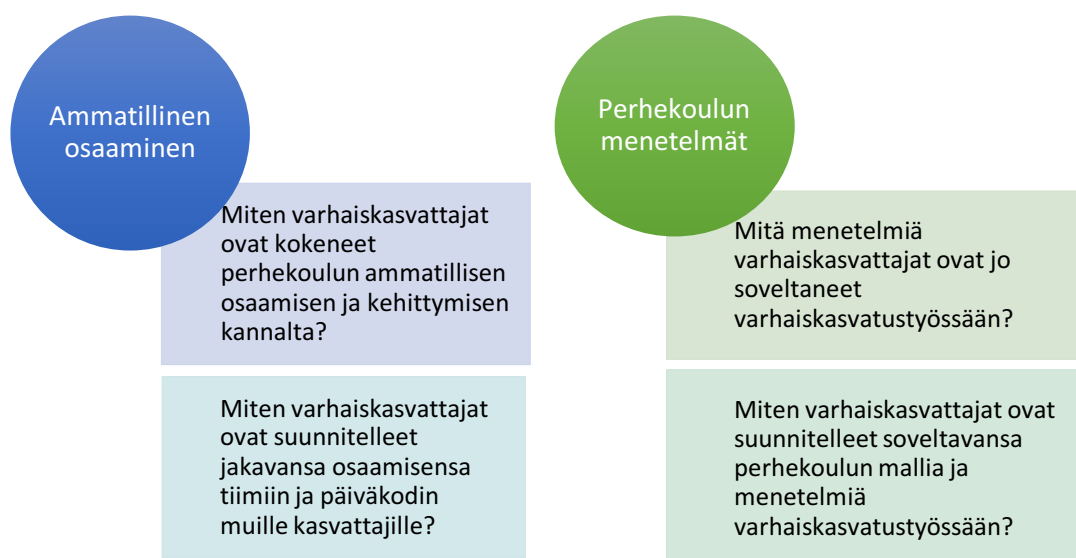 Ammatillinen
osaaminen
Miten varhaiskasvattajat
ovat kokeneet
perhekoulun ammatillisen
osaamisen ja kehittymisen
kannalta?
Miten varhaiskasvattajat
ovat suunnitelleet
jakavansa osaamisensa
tiimiin ja päiväkodin
muille kasvattajille?
Perhekoulun
menetelmät
Mitä menetelmiä
varhaiskasvattajat ovat jo
soveltaneet
varhaiskasvatustyössään?
Miten varhaiskasvattajat ovat
suunnitelleet soveltavansa
perhekoulun mallia ja
menetelmiä
varhaiskasvatustyössään?